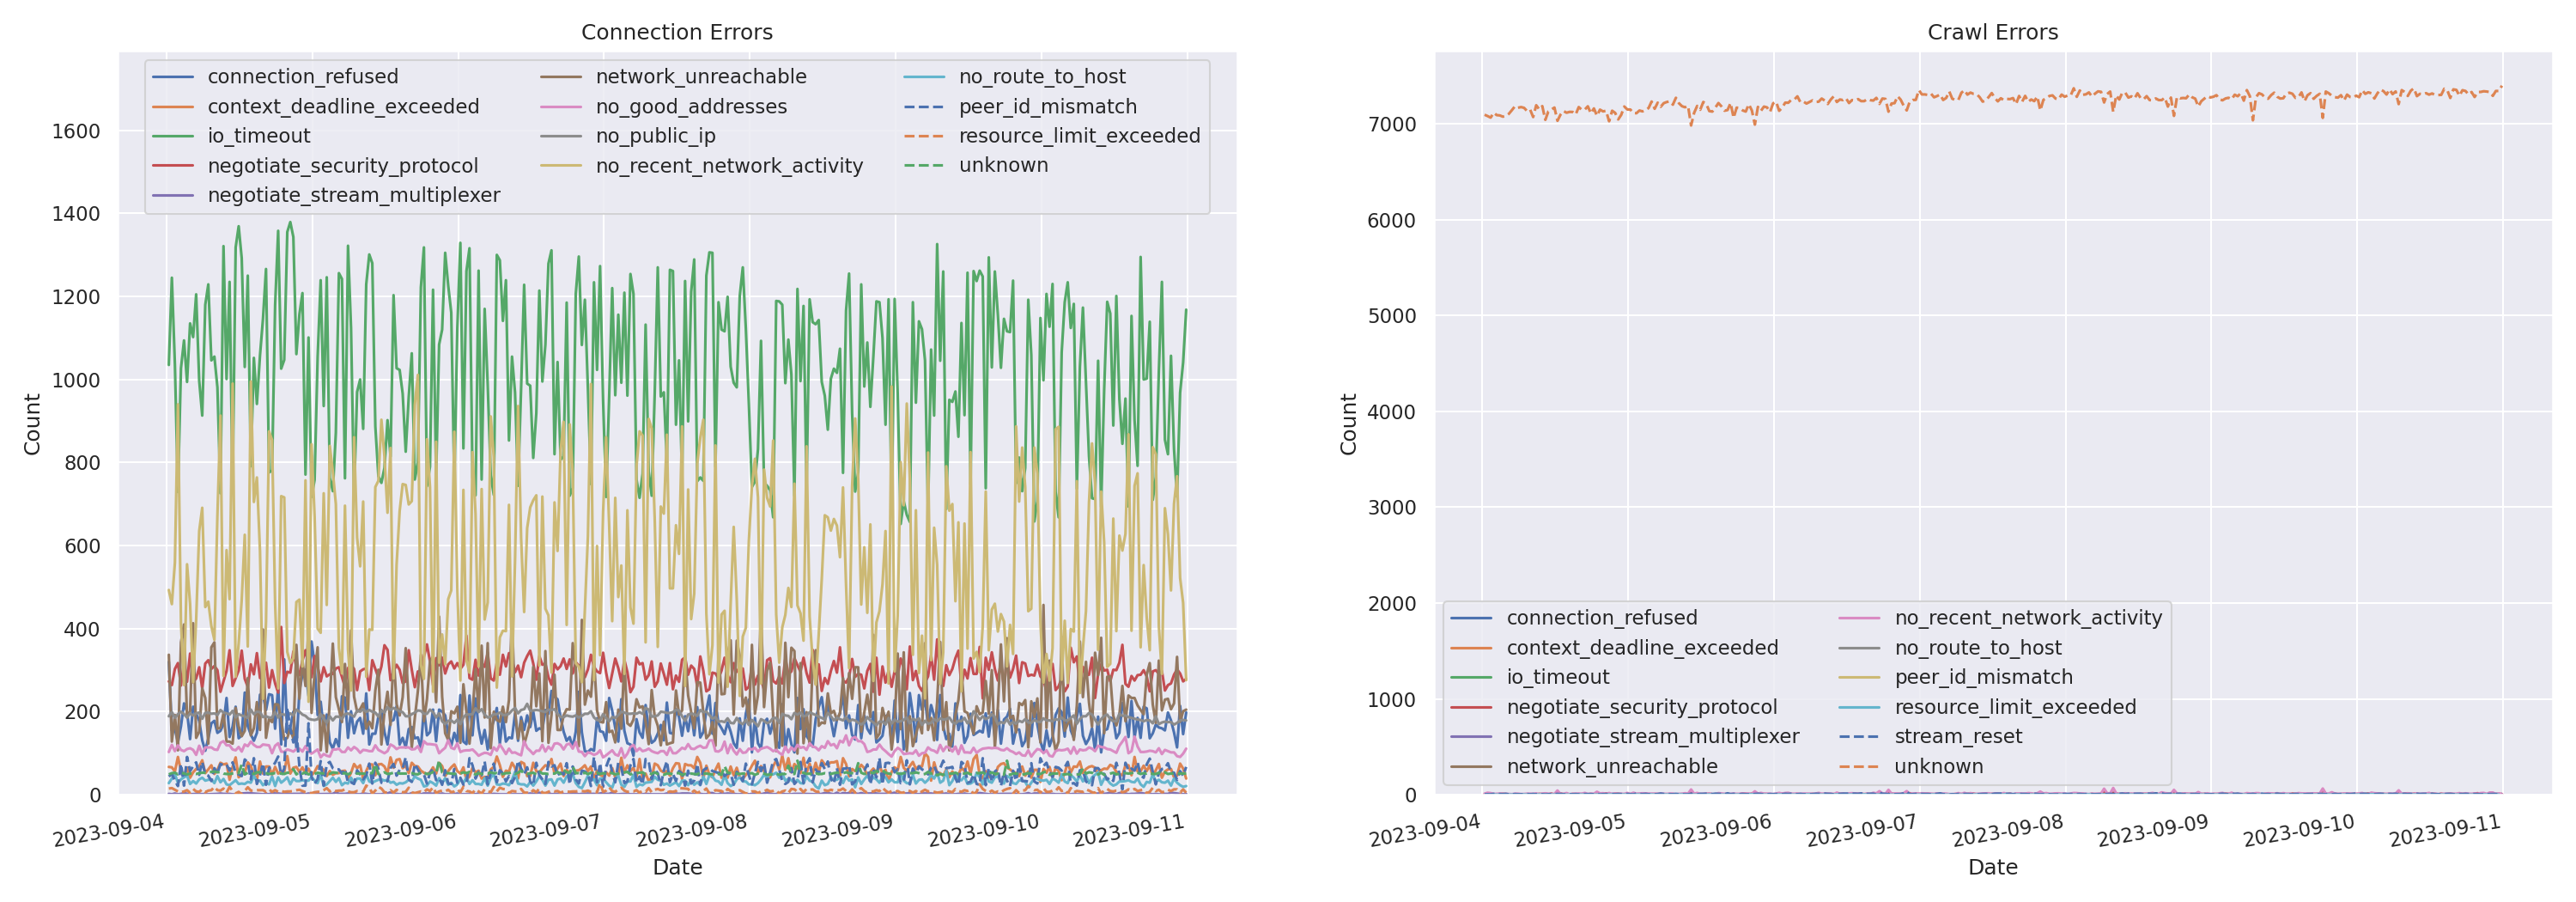 Connection Errors
connection_refused
context_deadline_exceeded
io_timeout
negotiate_security_protocol
negotiate_stream_multiplexer
network_unreachable
no_good_addresses
no_public_ip
no_recent_network_activity
no_route_to_host
peer_id_mismatch
resource_limit_exceeded
unknown
Count
1600
1400
1200
1000
800
600
400
200
0
2023-09-04
2023-09-05
2023-09-06
2023-09-07
2023-09-08
2023-09-09
2023-09-10
2023-09-11
Date
Crawl Errors
Count
7000
6000
5000
4000
3000
2000
1000
0
connection_refused
context_deadline_exceeded
io_timeout
negotiate_security_protocol
negotiate_stream_multiplexer
network_unreachable
no_recent_network_activity
no_route_to_host
peer_id_mismatch
resource_limit_exceeded
stream_reset
unknown
2023-09-04
2023-09-05
2023-09-06
2023-09-07
2023-09-08
2023-09-09
2023-09-10
2023-09-11
Date